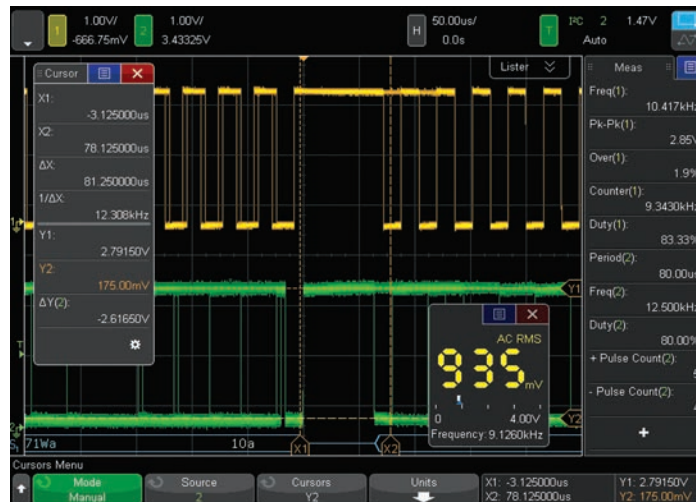 1 1.00V/ 2 1.00V/ H 50.00us/ T I²C 2 1.47V
-666.75mV 3.43325V 0.0s Auto
Lister
Cursor
X1:
-3.125000us
X2:
78.125000us
ΔX:
81.250000us
1/ΔX:
12.308kHz
Y1:
2.79150V
Y2:
175.00mV
ΔY(2):
-2.61650V
Meas
Freq(1):
10.417kHz
Pk-Pk(1):
2.85V
Over(1):
1.9%
Counter(1):
9.3430kHz
Duty(1):
83.33%
Period(2):
80.00us
Freq(2):
12.500kHz
Duty(2):
80.00%
+ Pulse Count(2):
- Pulse Count(2):
+
Y1
AC RMS
935 mV
0 4.00V
Frequency: 9.1260kHz
Y2
S1 71Wa 10a X1 X2
Cursors Menu
Mode Source Cursors Units X1: -3.125000us Y1: 2.79150V
Manual 2 Y2 X2: 78.125000us Y2: 175.00mV